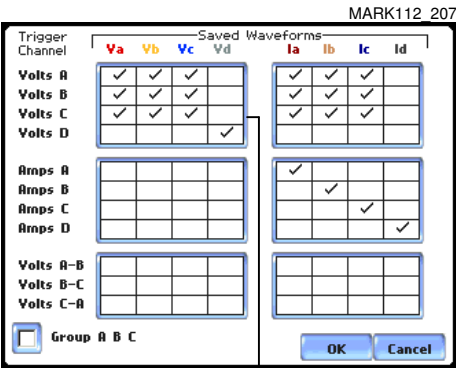 MARK112_207
Trigger Channel
Saved Waveforms
Va Vb Vc Vd Ia Ib Ic Id
Volts A
Volts B
Volts C
Volts D
Amps A
Amps B
Amps C
Amps D
Volts A-B
Volts B-C
Volts C-A
Group A B C
OK Cancel